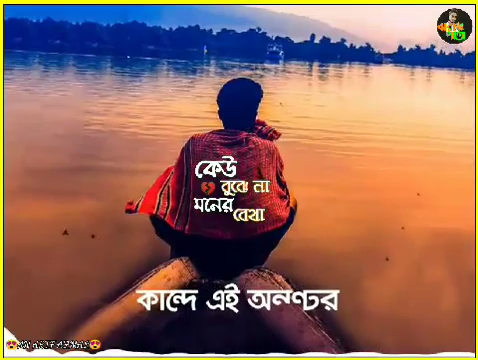 কেউ
💔 বুঝে না
মনের
বেথা
কান্দে এই অন্তর